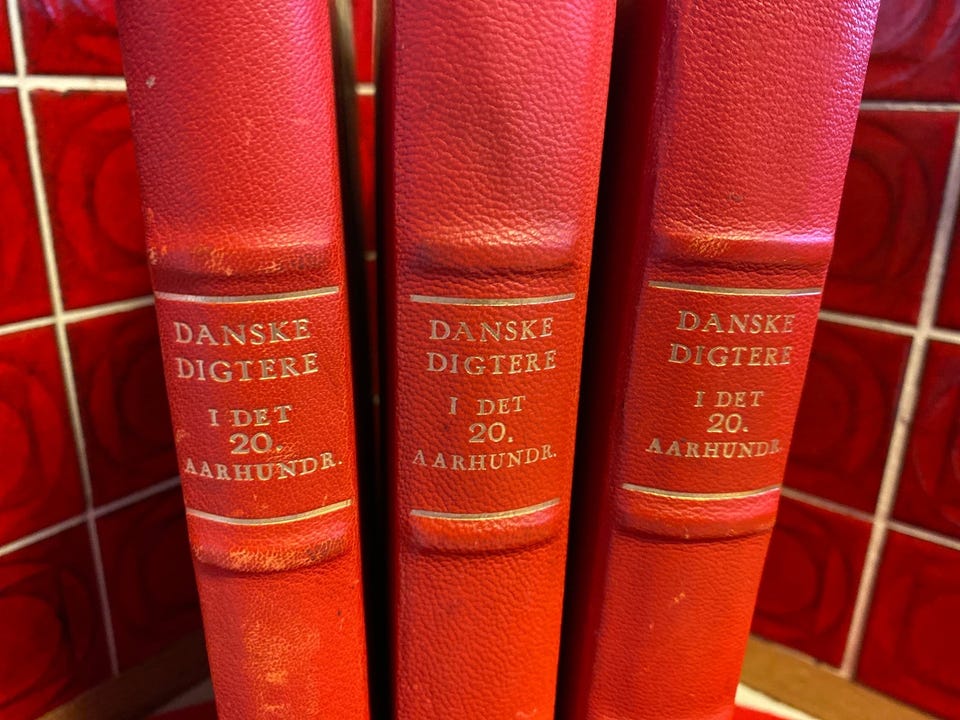 DANSKE
DIGTERE
I DET
20.
AARHUNDR.
DANSKE
DIGTERE
I DET
20.
AARHUNDR.
DANSKE
DIGTERE
I DET
20.
AARHUNDR.